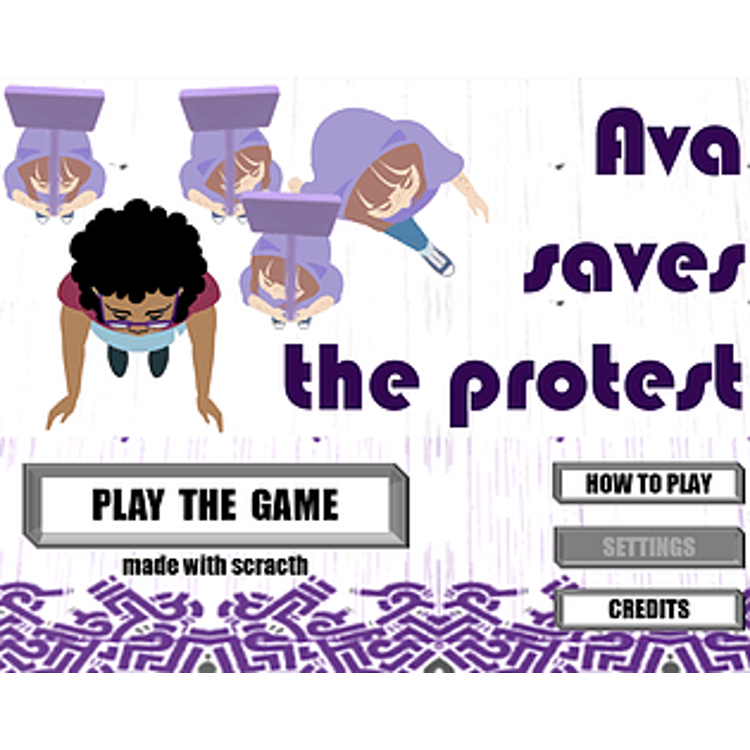 Ava
saves
the protest
PLAY THE GAME
made with scracth
HOW TO PLAY
SETTINGS
CREDITS